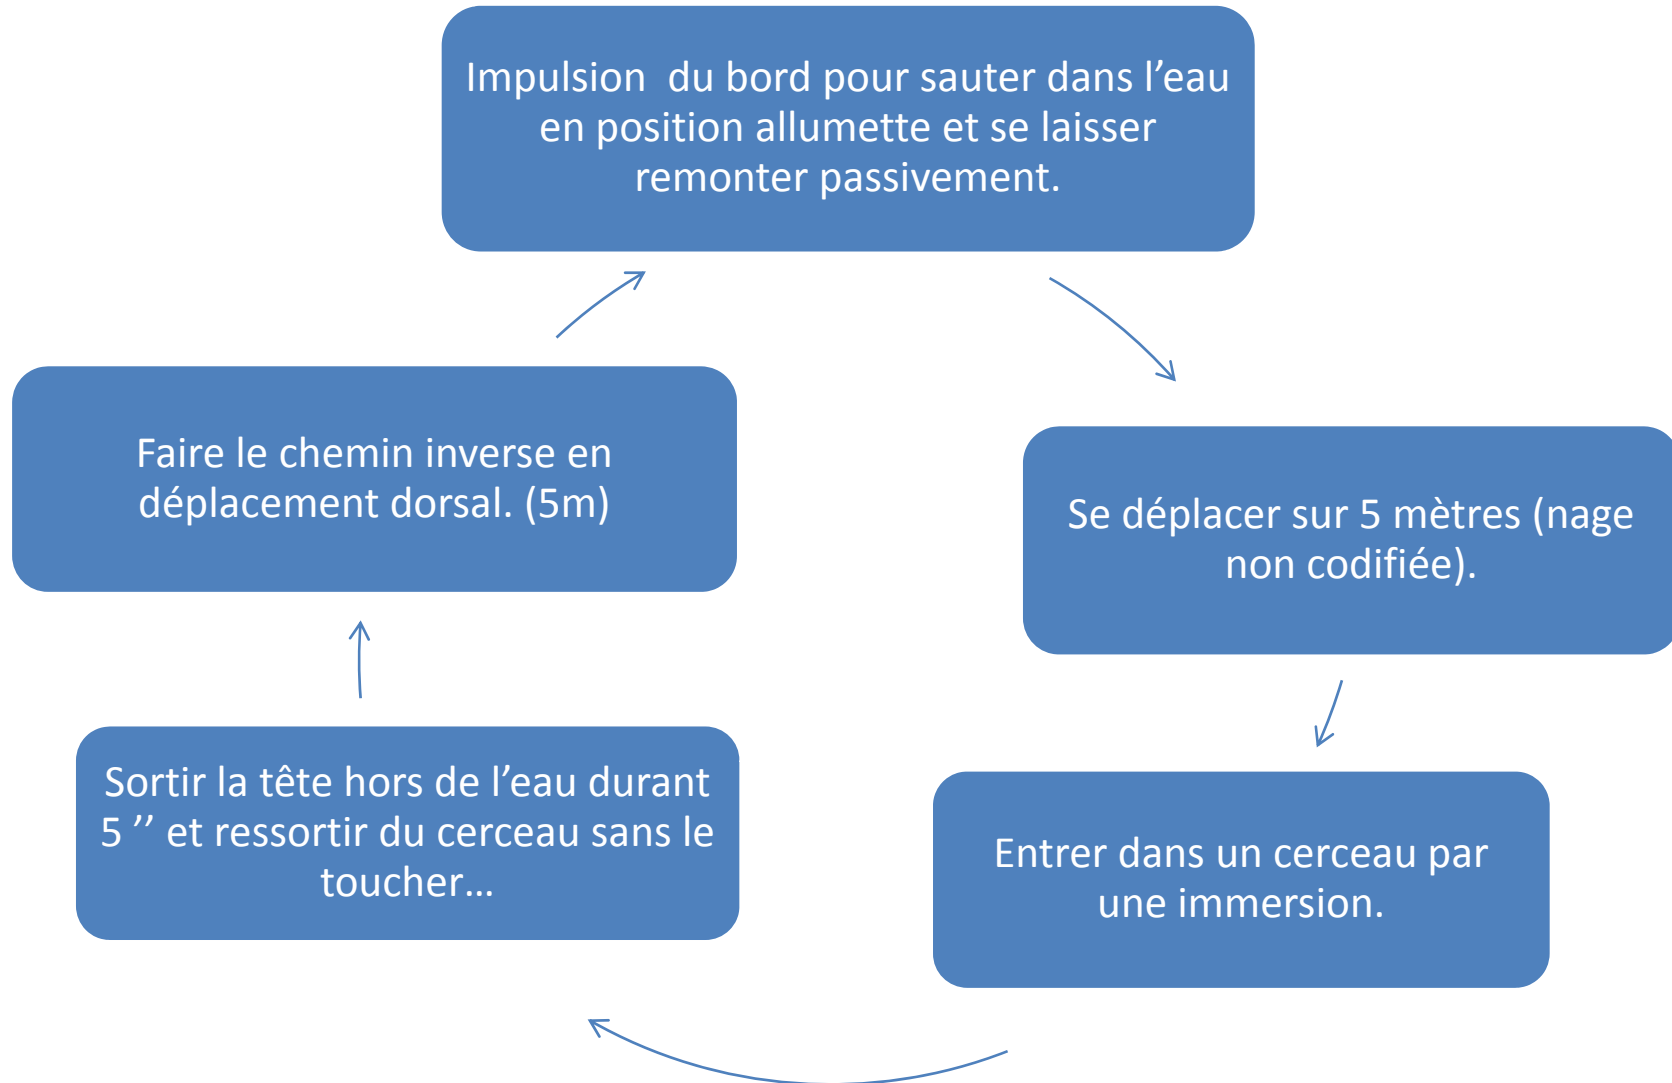 Impulsion  du bord pour sauter dans l’eau
en position allumette et se laisser
remonter passivement.
Se déplacer sur 5 mètres (nage
non codifiée).
Entrer dans un cerceau par
une immersion.
Sortir la tête hors de l’eau durant
5 ’’ et ressortir du cerceau sans le
toucher…
Faire le chemin inverse en
déplacement dorsal. (5m)